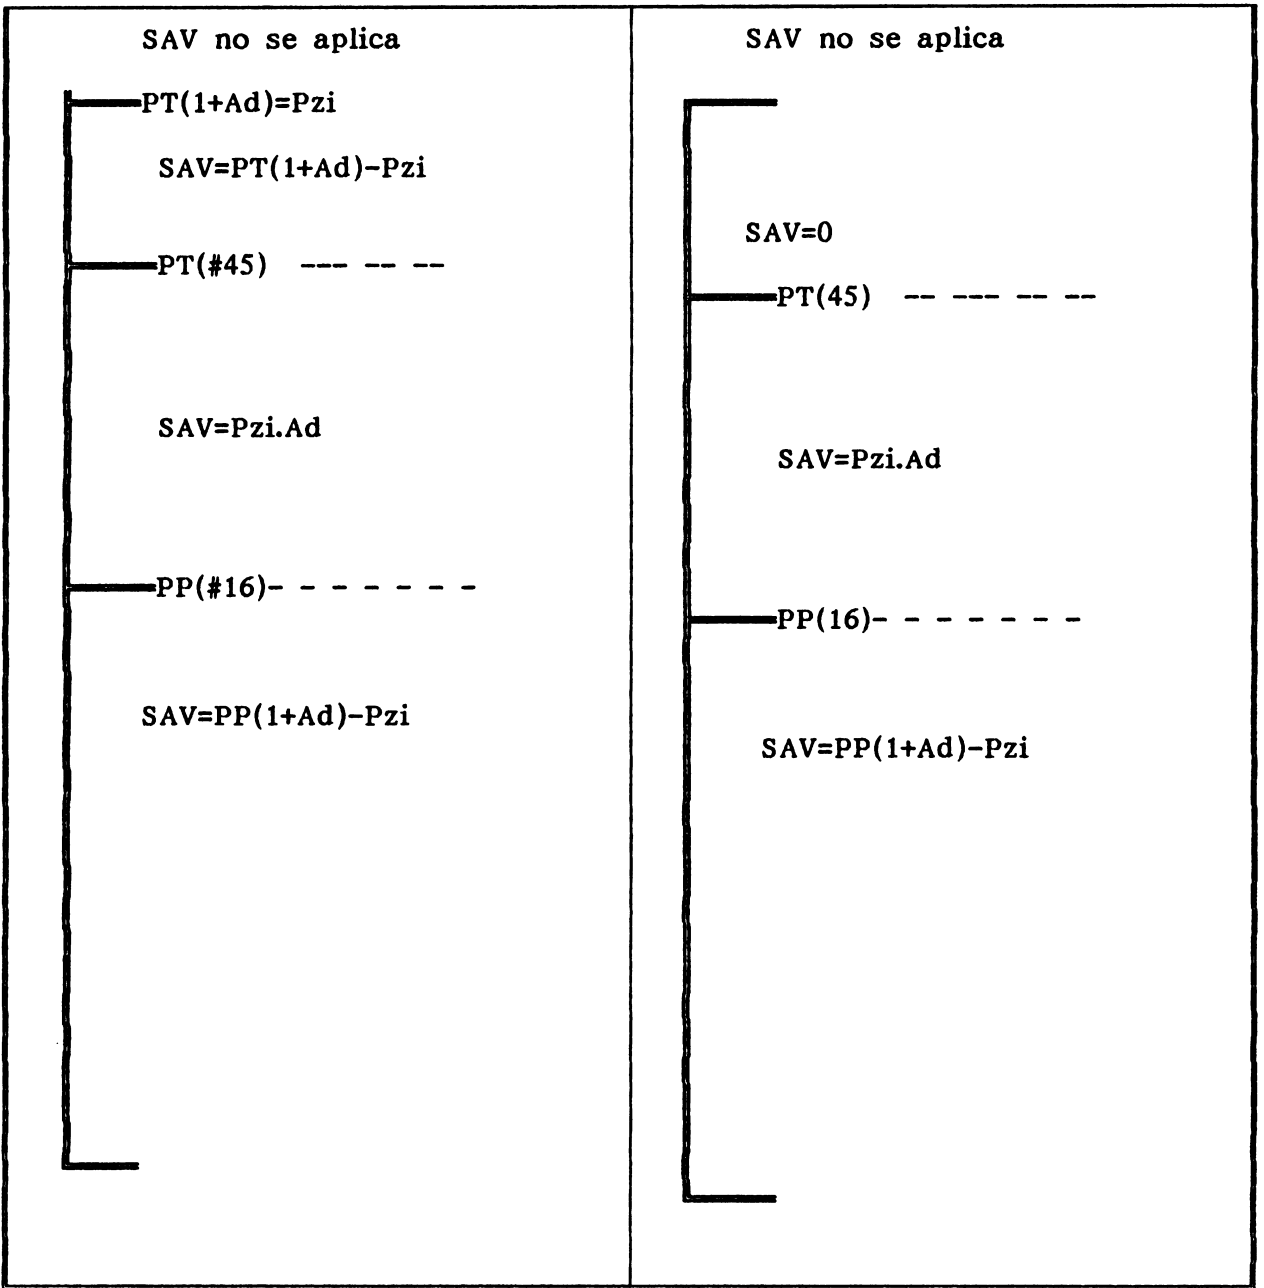 SAV no se aplica
PT(1+Ad)=Pzi
SAV=PT(1+Ad)-Pzi
PT(#45) --- -- --
SAV=Pzi.Ad
PP(#16)- - - - - - -
SAV=PP(1+Ad)-Pzi
SAV no se aplica
SAV=0
PT(45) -- --- -- --
SAV=Pzi.Ad
PP(16)- - - - - - -
SAV=PP(1+Ad)-Pzi